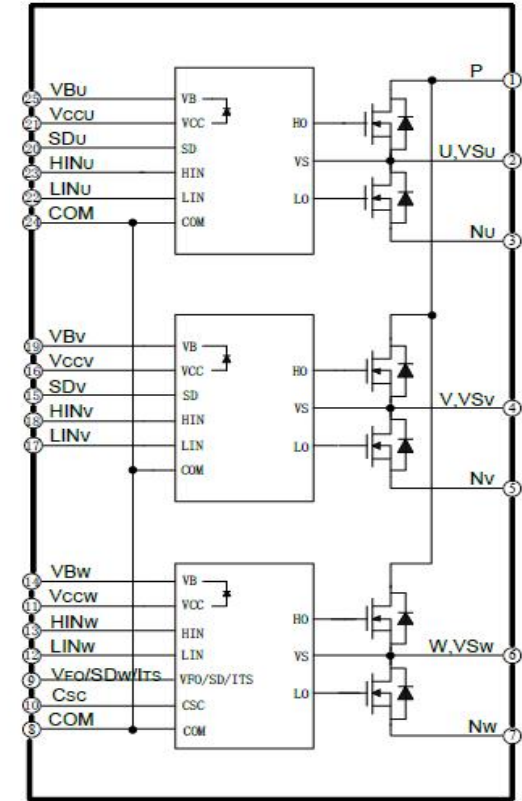 25 VBU VB P 1
21 VCCU VCC
20 SDU SD HO
23 HINU HIN VS U,VSU 2
22 LINU LIN LO
24 COM COM NU 3
19 VBV VB
16 VCCV VCC HO
15 SDV SD VS V,VSV 4
18 HINV HIN
17 LINV LIN LO
COM NV 5
14 VBW VB
11 VCCW VCC HO
13 HINW HIN
12 LINW LIN VS W,VSW 6
9 VFO/SDW/ITS VFO/SD/ITS LO
10 CSC CSC
8 COM COM NW 7